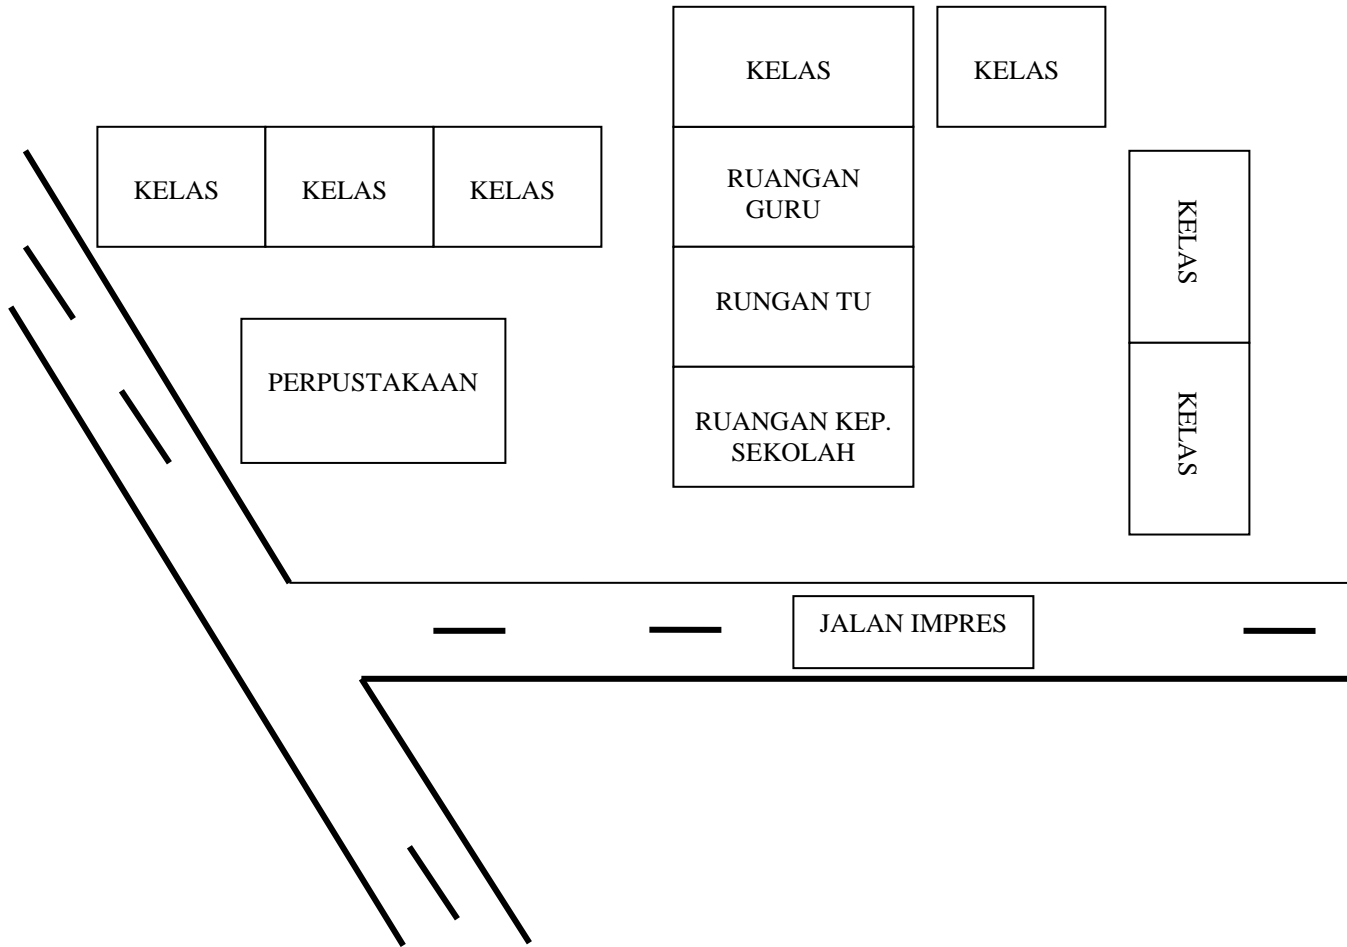 KELAS
KELAS
KELAS
KELAS
KELAS
RUANGAN
GURU
KELAS
RUNGAN TU
PERPUSTAKAAN
RUANGAN KEP.
SEKOLAH
KELAS
JALAN IMPRES